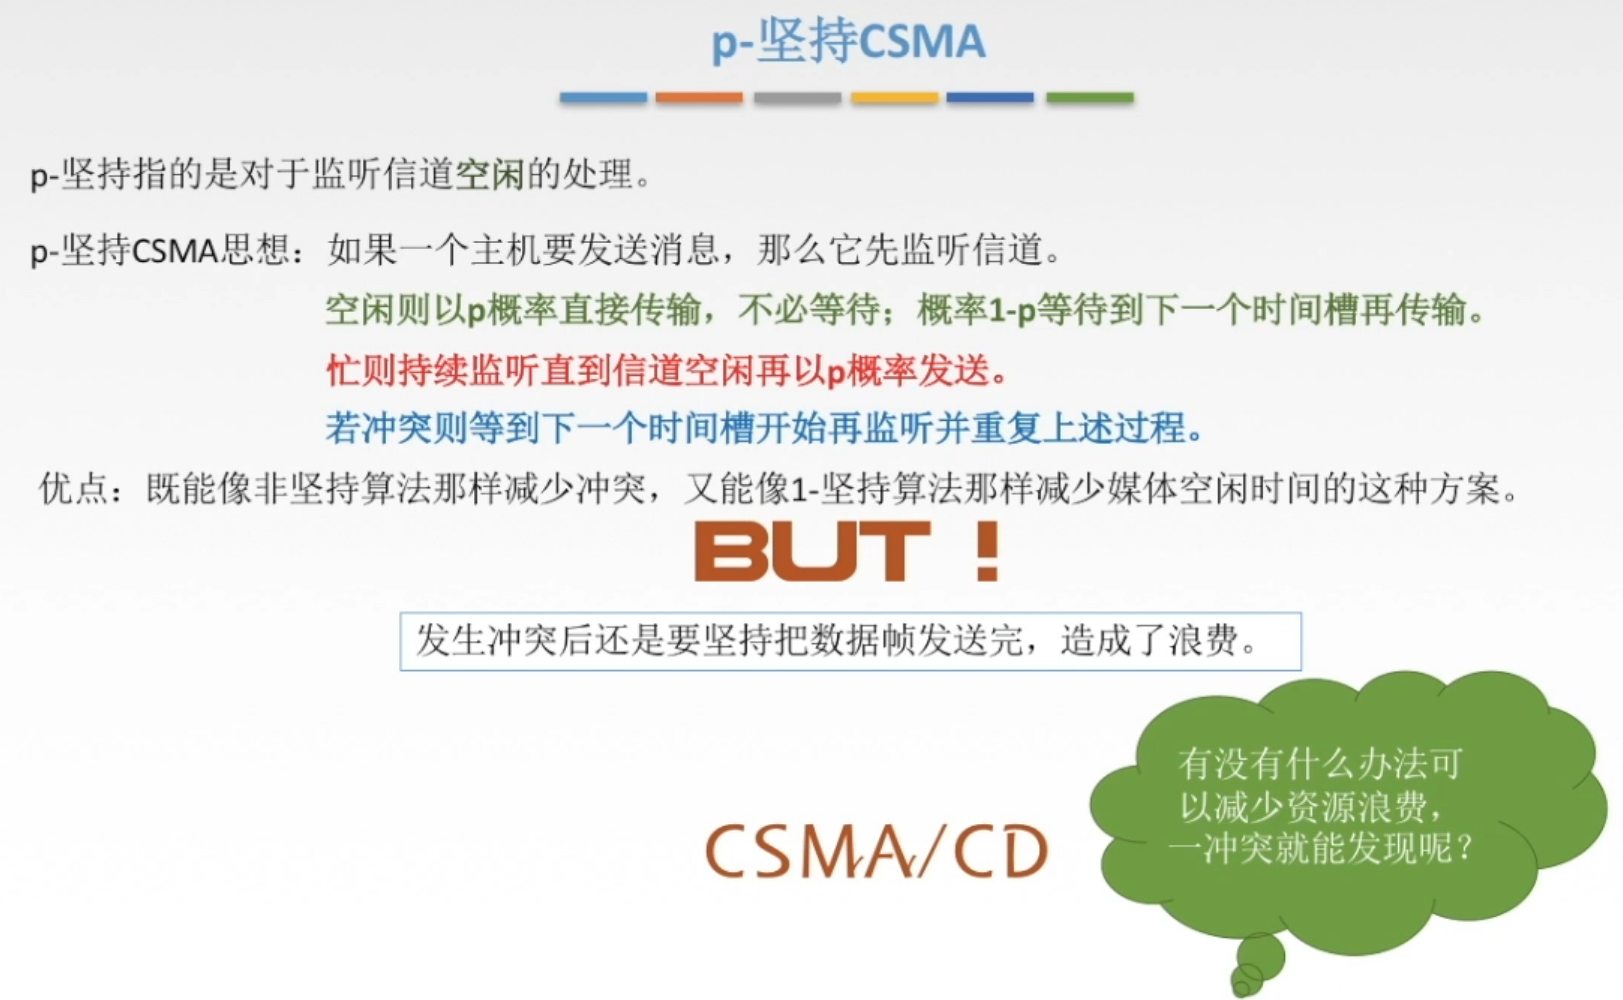 p-坚持CSMA
p-坚持指的是对于监听信道空闲的处理。
p-坚持CSMA思想：如果一个主机要发送消息，那么它先监听信道。
空闲则以p概率直接传输，不必等待；概率1-p等待到下一个时间槽再传输。
忙则持续监听直到信道空闲再以p概率发送。
若冲突则等到下一个时间槽开始再监听并重复上述过程。
优点：既能像非坚持算法那样减少冲突，又能像1-坚持算法那样减少媒体空闲时间的这种方案。
BUT！
发生冲突后还是要坚持把数据帧发送完，造成了浪费。
有没有什么办法可
以减少资源浪费，
一冲突就能发现呢？
CSMA/CD